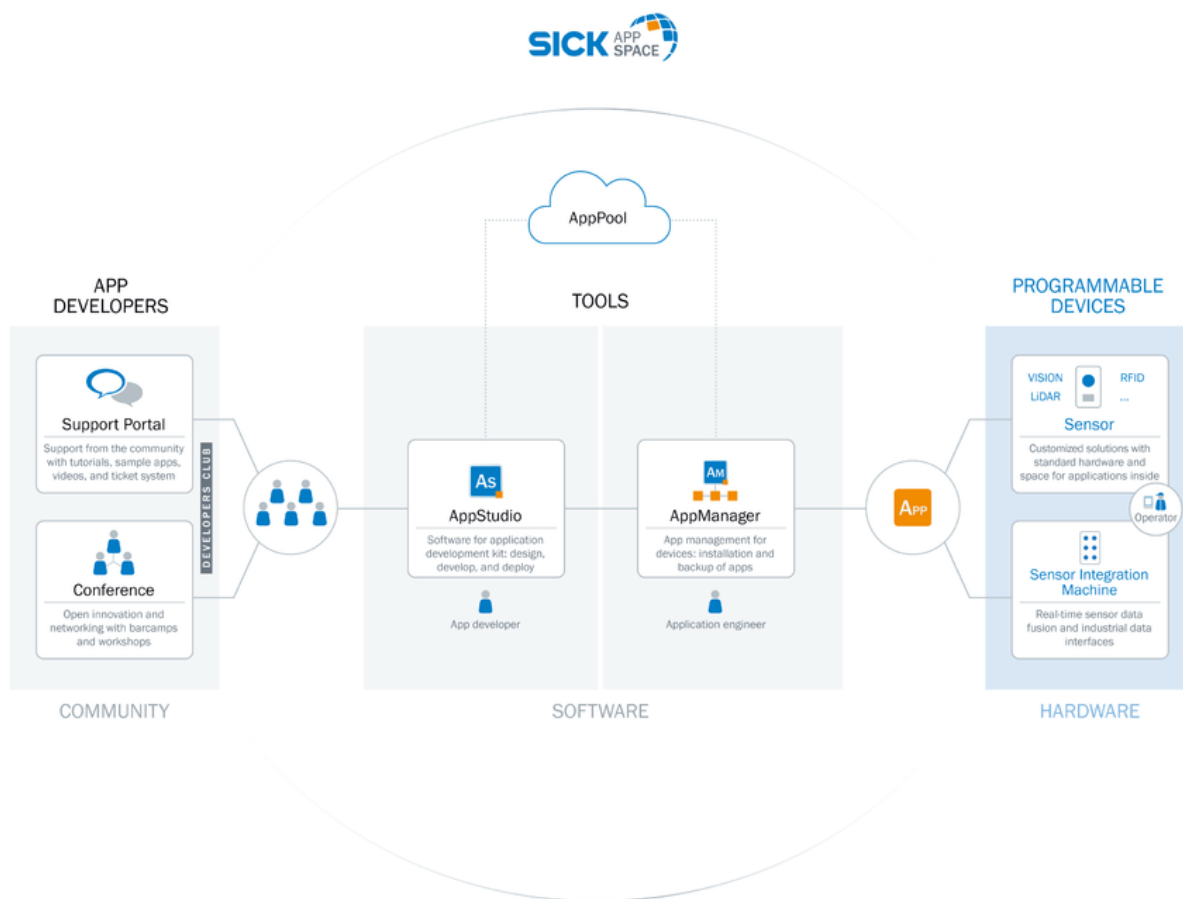 SICK APP
SPACE
AppPool
APP
DEVELOPERS
TOOLS
PROGRAMMABLE
DEVICES
Support Portal
Support from the community
with tutorials, sample apps,
videos, and ticket system
Conference
Open innovation and
networking with barcamps
and workshops
DEVELOPERS CLUB
As
AppStudio
Software for application
development kit: design,
develop, and deploy
App developer
AM
AppManager
App management for
devices: installation and
backup of apps
Application engineer
APP
VISION
RFID
LiDAR
...
Sensor
Customized solutions with
standard hardware and
space for applications inside
Operator
Sensor Integration
Machine
Real-time sensor data
fusion and industrial data
interfaces
COMMUNITY
SOFTWARE
HARDWARE